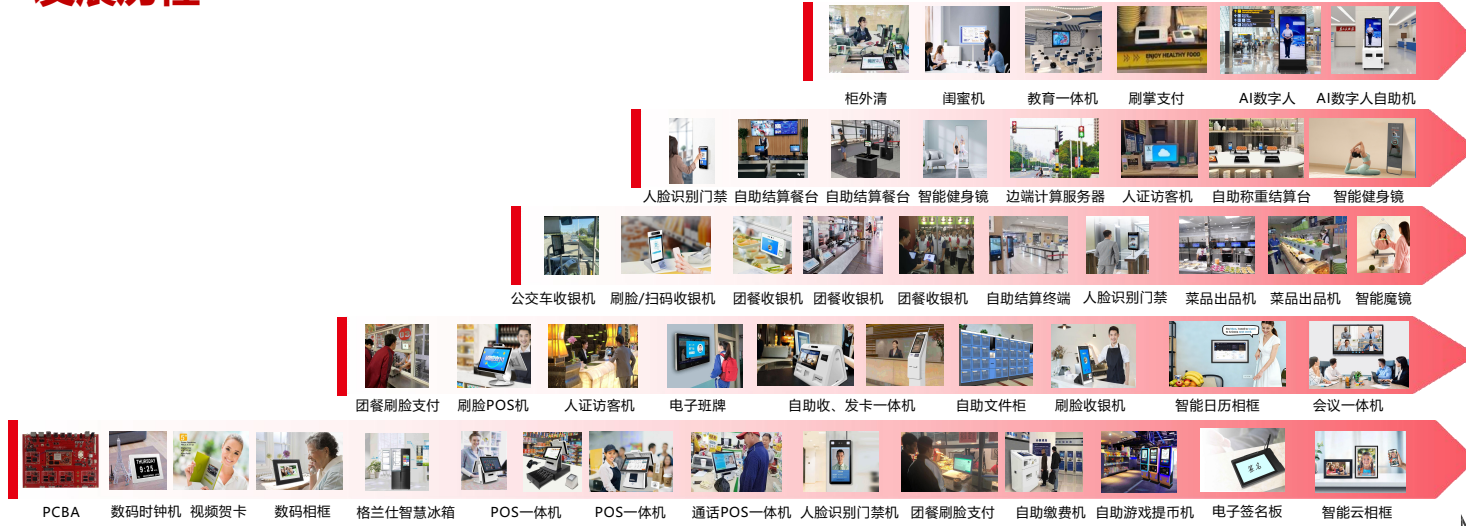 发展历程
柜外清 闺蜜机 教育一体机 刷掌支付 AI数字人 AI数字人自助机
人脸识别门禁 自助结算餐台 自助结算餐台 智能健身镜 边端计算服务器 人证访客机 自助称重结算台 智能健身镜
公交车收银机 刷脸/扫码收银机 团餐收银机 团餐收银机 团餐收银机 自助结算终端 人脸识别门禁 菜品出品机 菜品出品机 智能魔镜
团餐刷脸支付 刷脸POS机 人证访客机 电子班牌 自助收、发卡一体机 自助文件柜 刷脸收银机 智能日历相框 会议一体机
PCBA 数码时钟机 视频贺卡 数码相框 格兰仕智慧冰箱 POS一体机 POS一体机 通话POS一体机 人脸识别门禁机 团餐刷脸支付 自助缴费机 自助游戏提币机 电子签名板 智能云相框
ENJOY HEALTHY FOOD
THURSDAY
9:25
签名